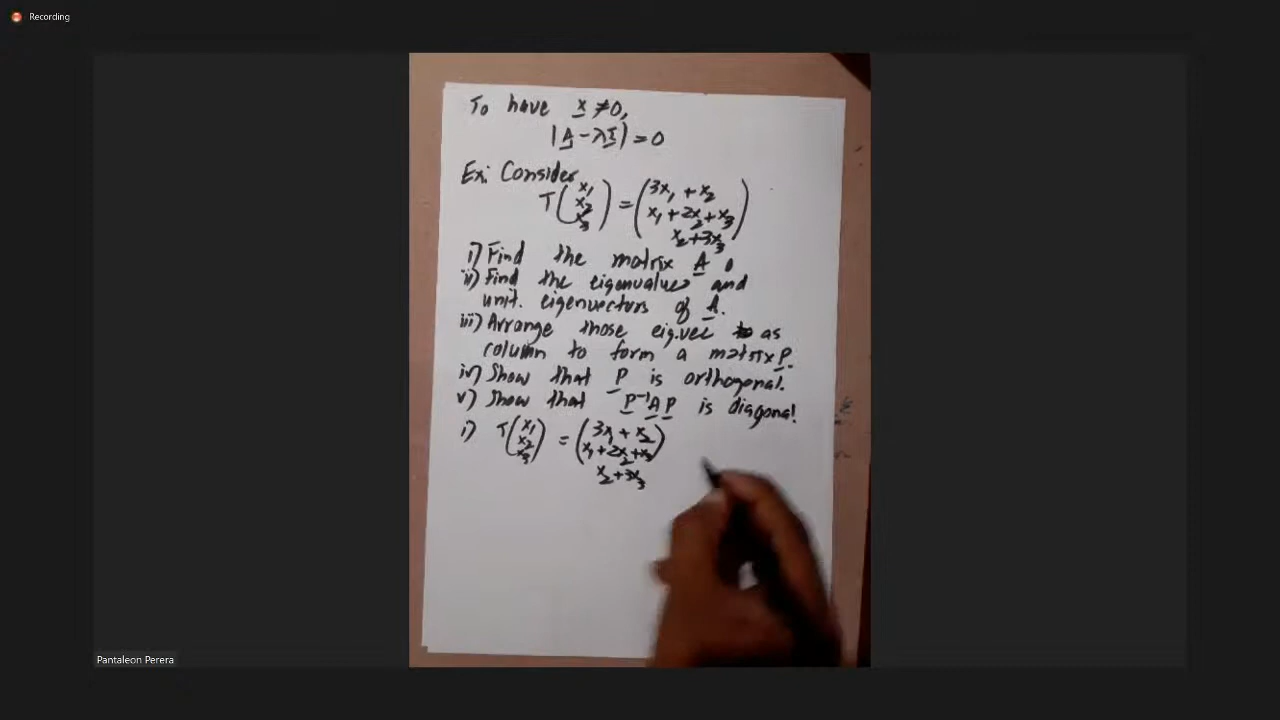 Recording
To have x ≠ 0,
|A - λI| = 0
Ex: Consider
T(x1 x2 x3) = (3x1 + x2
x1 + 2x2 + x3
x2 + 3x3)
i) Find the matrix A
ii) Find the eigenvalues and
unit. eigenvectors of A.
iii) Arrange those eig.vec as
column to form a matrix P.
iv) Show that P is orthogonal.
v) Show that P⁻¹AP is diagonal
i) T(x1 x2 x3) = (3x1 + x2
x1 + 2x2 + x3
x2 + 3x3)
Pantaleon Perera